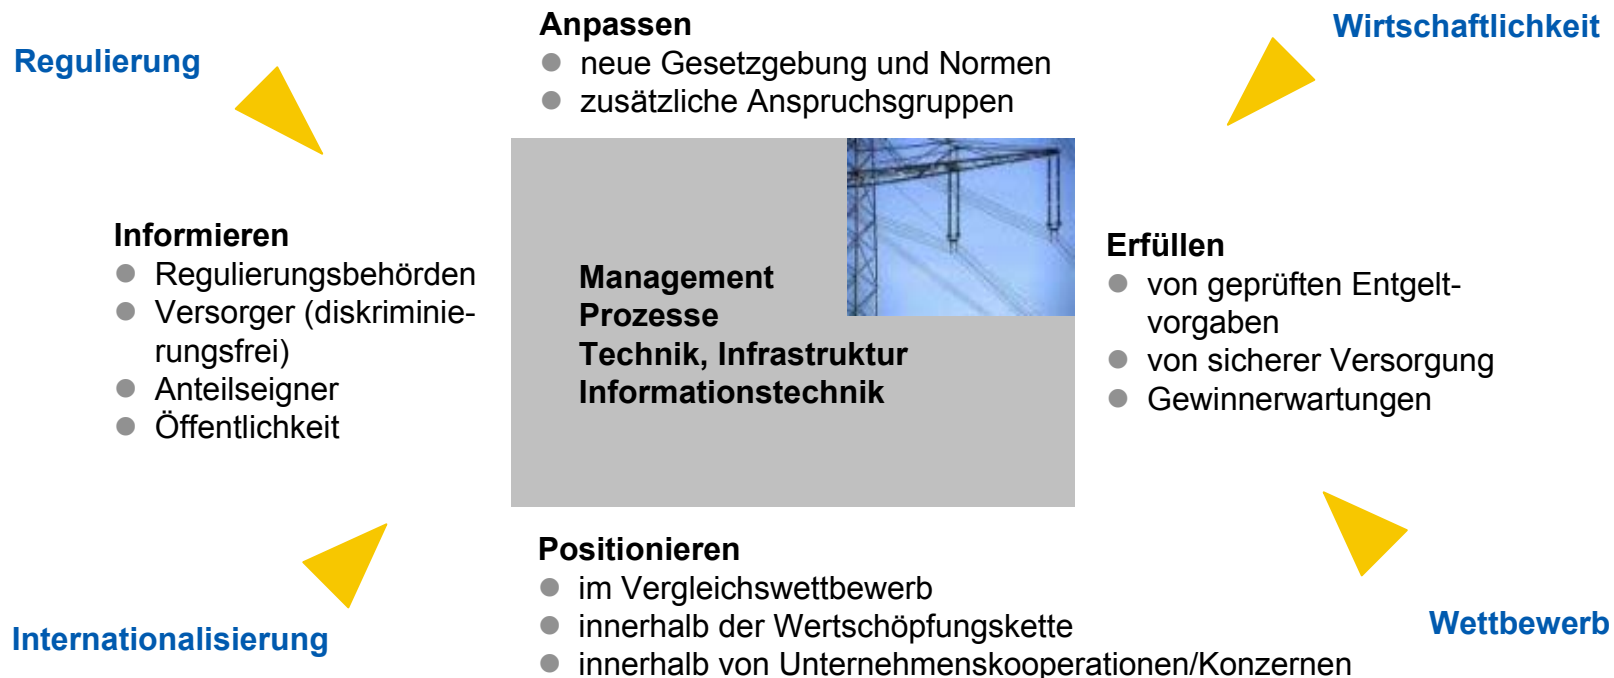 Regulierung
Anpassen
● neue Gesetzgebung und Normen
● zusätzliche Anspruchsgruppen
Wirtschaftlichkeit
Informieren
● Regulierungsbehörden
● Versorger (diskriminie-
rungsfrei)
● Anteilseigner
● Öffentlichkeit
Management
Prozesse
Technik, Infrastruktur
Informationstechnik
Erfüllen
● von geprüften Entgelt-
vorgaben
● von sicherer Versorgung
● Gewinnerwartungen
Internationalisierung
Positionieren
● im Vergleichswettbewerb
● innerhalb der Wertschöpfungskette
● innerhalb von Unternehmenskooperationen/Konzernen
Wettbewerb